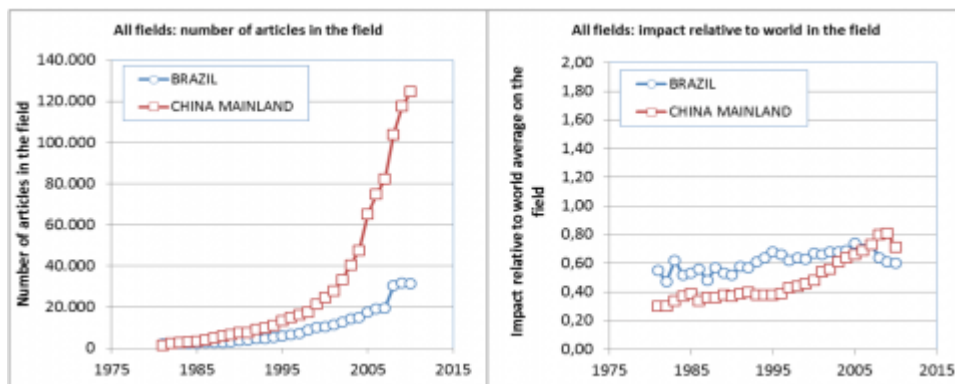 All fields: number of articles in the field
140.000
120.000
100.000
80.000
60.000
40.000
20.000
0
Number of articles in the field
BRAZIL
CHINA MAINLAND
1975 1985 1995 2005 2015
All fields: impact relative to world in the field
2,00
1,80
1,60
1,40
1,20
1,00
0,80
0,60
0,40
0,20
0,00
Impact relative to world average on the
field
BRAZIL
CHINA MAINLAND
1975 1985 1995 2005 2015